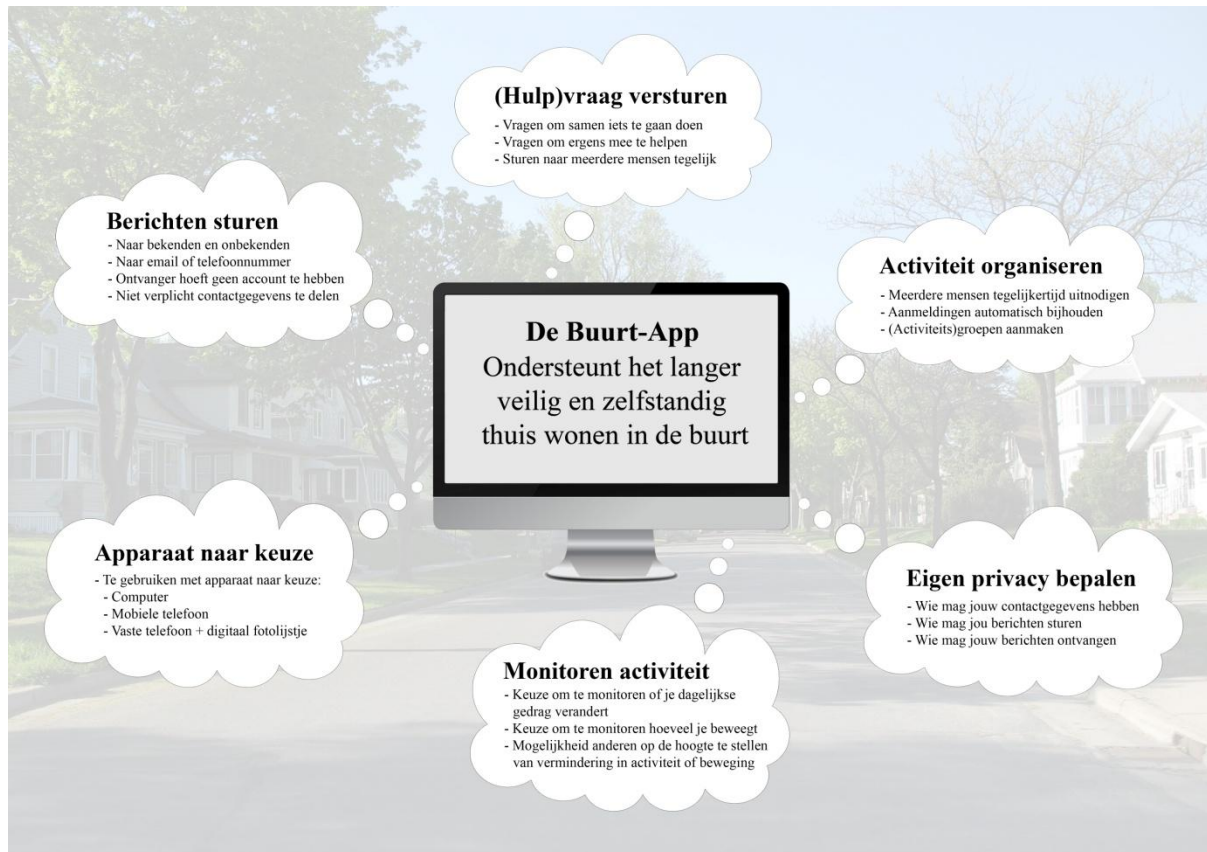 (Hulp)vraag versturen
- Vragen om samen iets te gaan doen
- Vragen om ergens mee te helpen
- Sturen naar meerdere mensen tegelijk
Berichten sturen
- Naar bekenden en onbekenden
- Naar email of telefoonnummer
- Ontvanger hoeft geen account te hebben
- Niet verplicht contactgegevens te delen
Activiteit organiseren
- Meerdere mensen tegelijkertijd uitnodigen
- Aanmeldingen automatisch bijhouden
- (Activiteits)groepen aanmaken
De Buurt-App
Ondersteunt het langer
veilig en zelfstandig
thuis wonen in de buurt
Apparaat naar keuze
- Te gebruiken met apparaat naar keuze:
- Computer
- Mobiele telefoon
- Vaste telefoon + digitaal fotolijstje
Eigen privacy bepalen
- Wie mag jouw contactgegevens hebben
- Wie mag jou berichten sturen
- Wie mag jouw berichten ontvangen
Monitoren activiteit
- Keuze om te monitoren of je dagelijkse
gedrag verandert
- Keuze om te monitoren hoeveel je beweegt
- Mogelijkheid anderen op de hoogte te stellen
van vermindering in activiteit of beweging